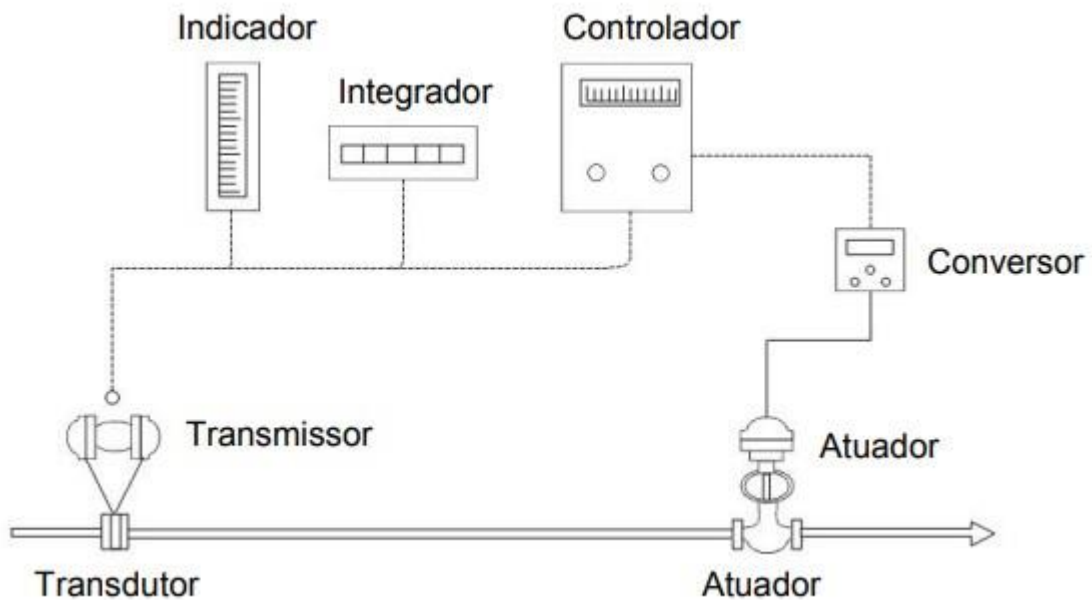 Indicador
Controlador
Integrador
Conversor
Transmissor
Atuador
Transdutor
Atuador